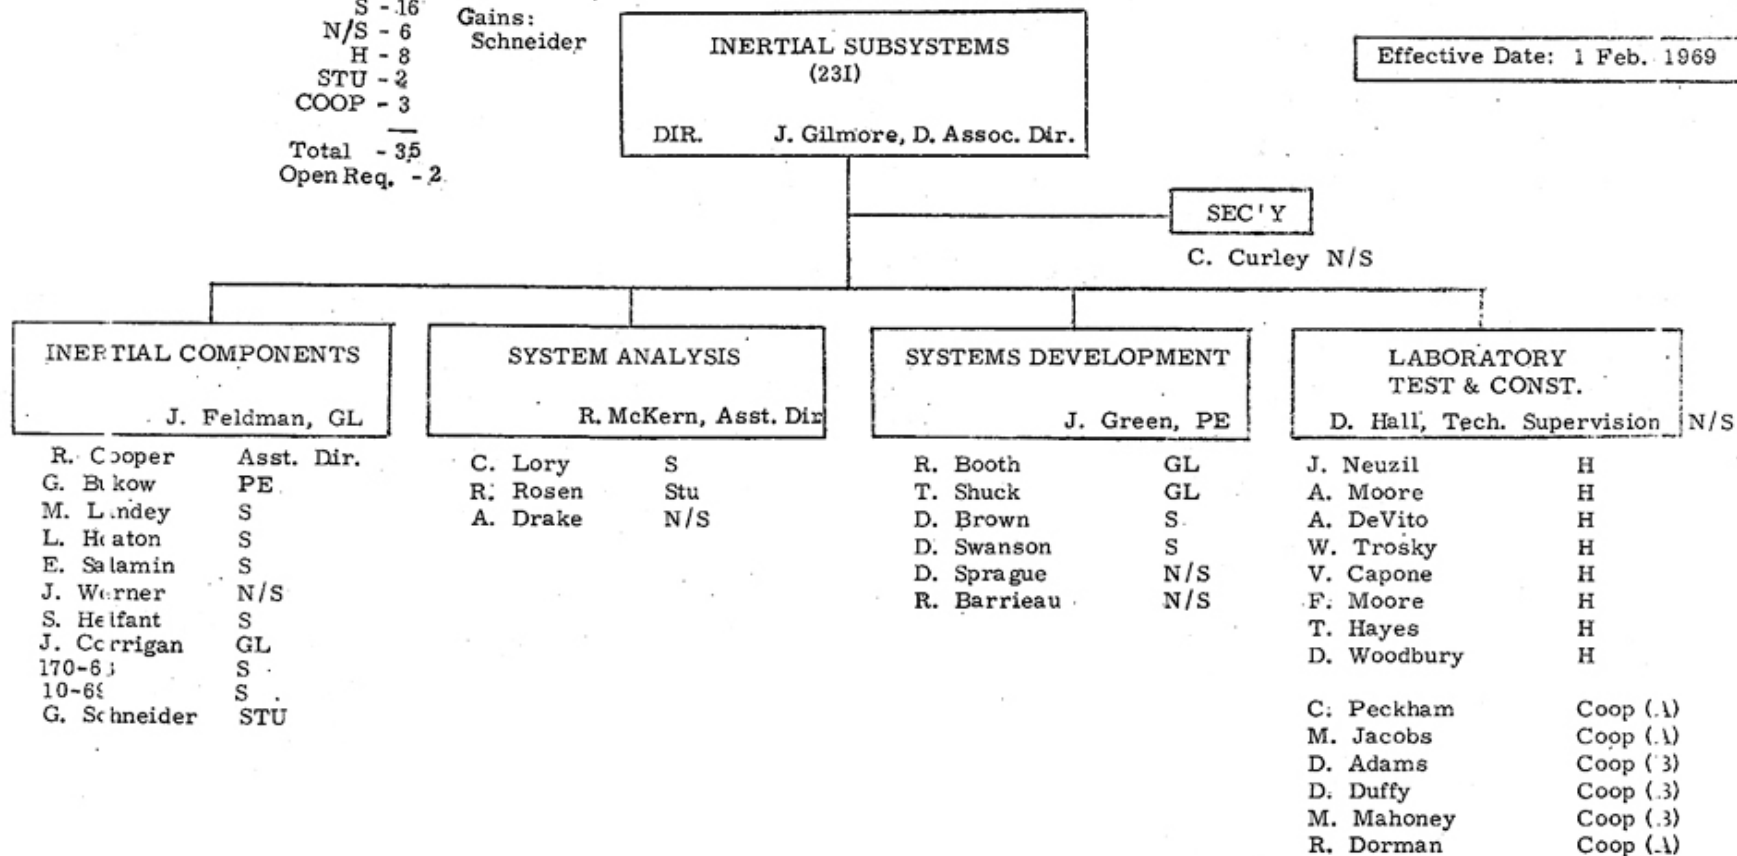 S - 16
N/S - 6
H - 8
STU - 2
COOP - 3
Total - 35
Open Req. - 2
Gains:
Schneider
INERTIAL SUBSYSTEMS
(23I)
DIR. J. Gilmore, D. Assoc. Dir.
Effective Date: 1 Feb. 1969
SEC'Y
C. Curley N/S
INERTIAL COMPONENTS
J. Feldman, GL
R. Cooper Asst. Dir.
G. PE
M. S
L. Heaton S
E. Salamin S
J. Werner N/S
S. Helfant S
J. Corrigan GL
S
S
G. Schneider STU
SYSTEM ANALYSIS
R. McKern, Asst. Dir
C. Lory S
R. Rosen Stu
A. Drake N/S
SYSTEMS DEVELOPMENT
J. Green, PE
R. Booth GL
T. Shuck GL
D. Brown S
D. Swanson S
D. Sprague N/S
R. Barrieau N/S
LABORATORY
TEST & CONST.
D. Hall, Tech. Supervision N/S
J. Neuzil H
A. Moore H
A. DeVito H
W. Trosky H
V. Capone H
F. Moore H
T. Hayes H
D. Woodbury H
C. Peckham Coop (A)
M. Jacobs Coop (A)
D. Adams Coop (B)
D. Duffy Coop (B)
M. Mahoney Coop (B)
R. Dorman Coop (A)